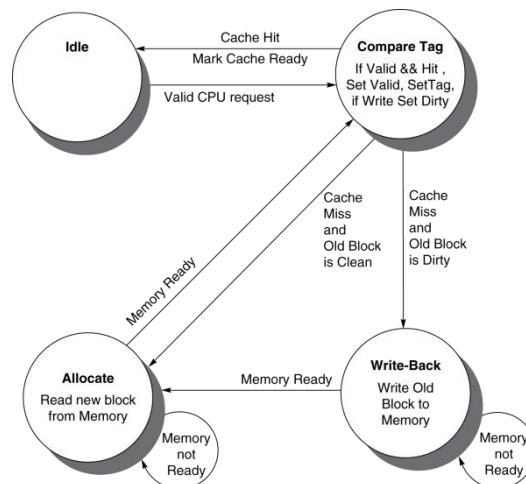 Idle
Cache Hit
Mark Cache Ready
Valid CPU request
Compare Tag
If Valid && Hit ,
Set Valid, SetTag,
if Write Set Dirty
Cache
Miss
and
Old Block
is Clean
Cache
Miss
and
Old Block
is Dirty
Memory Ready
Allocate
Read new block
from Memory
Memory
not
Ready
Memory Ready
Write-Back
Write Old
Block to
Memory
Memory
not
Ready